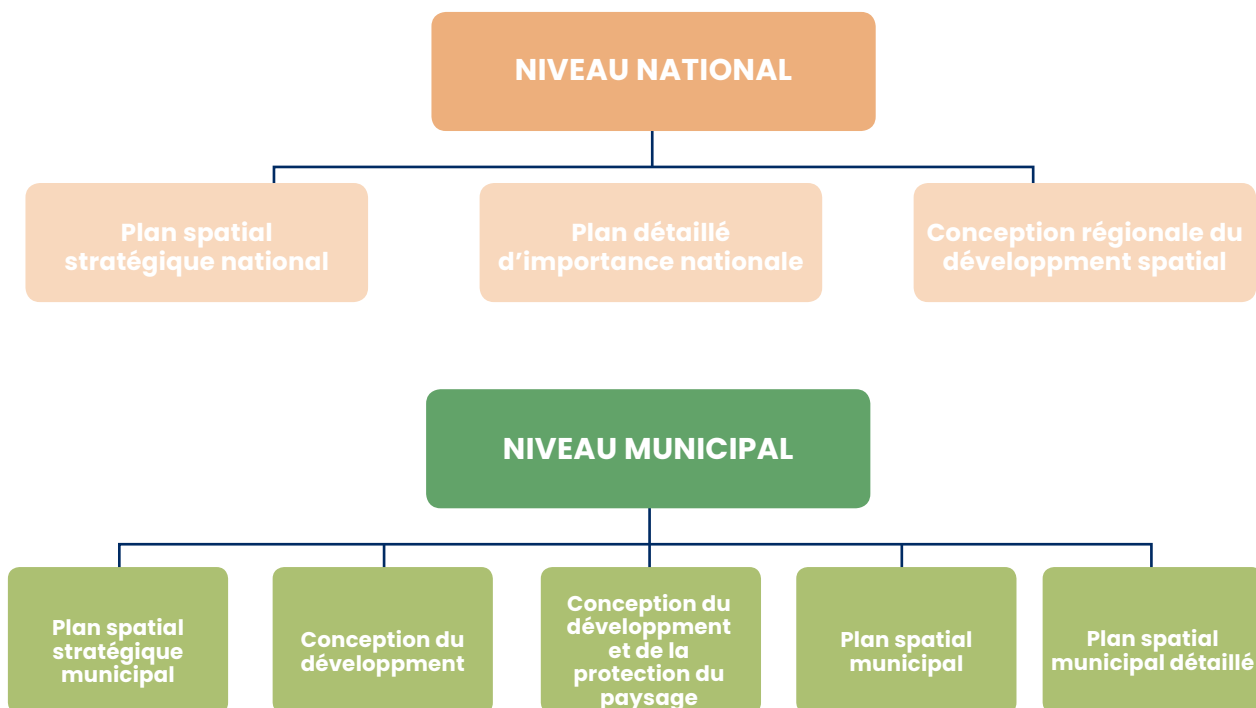 NIVEAU NATIONAL
Plan spatial
stratégique national
Plan détaillé
d’importance nationale
Conception régionale du
développment spatial
NIVEAU MUNICIPAL
Plan spatial
stratégique
municipal
Conception du
développment
Conception du
développment
et de la
protection du
paysage
Plan spatial
municipal
Plan spatial
municipal détaillé